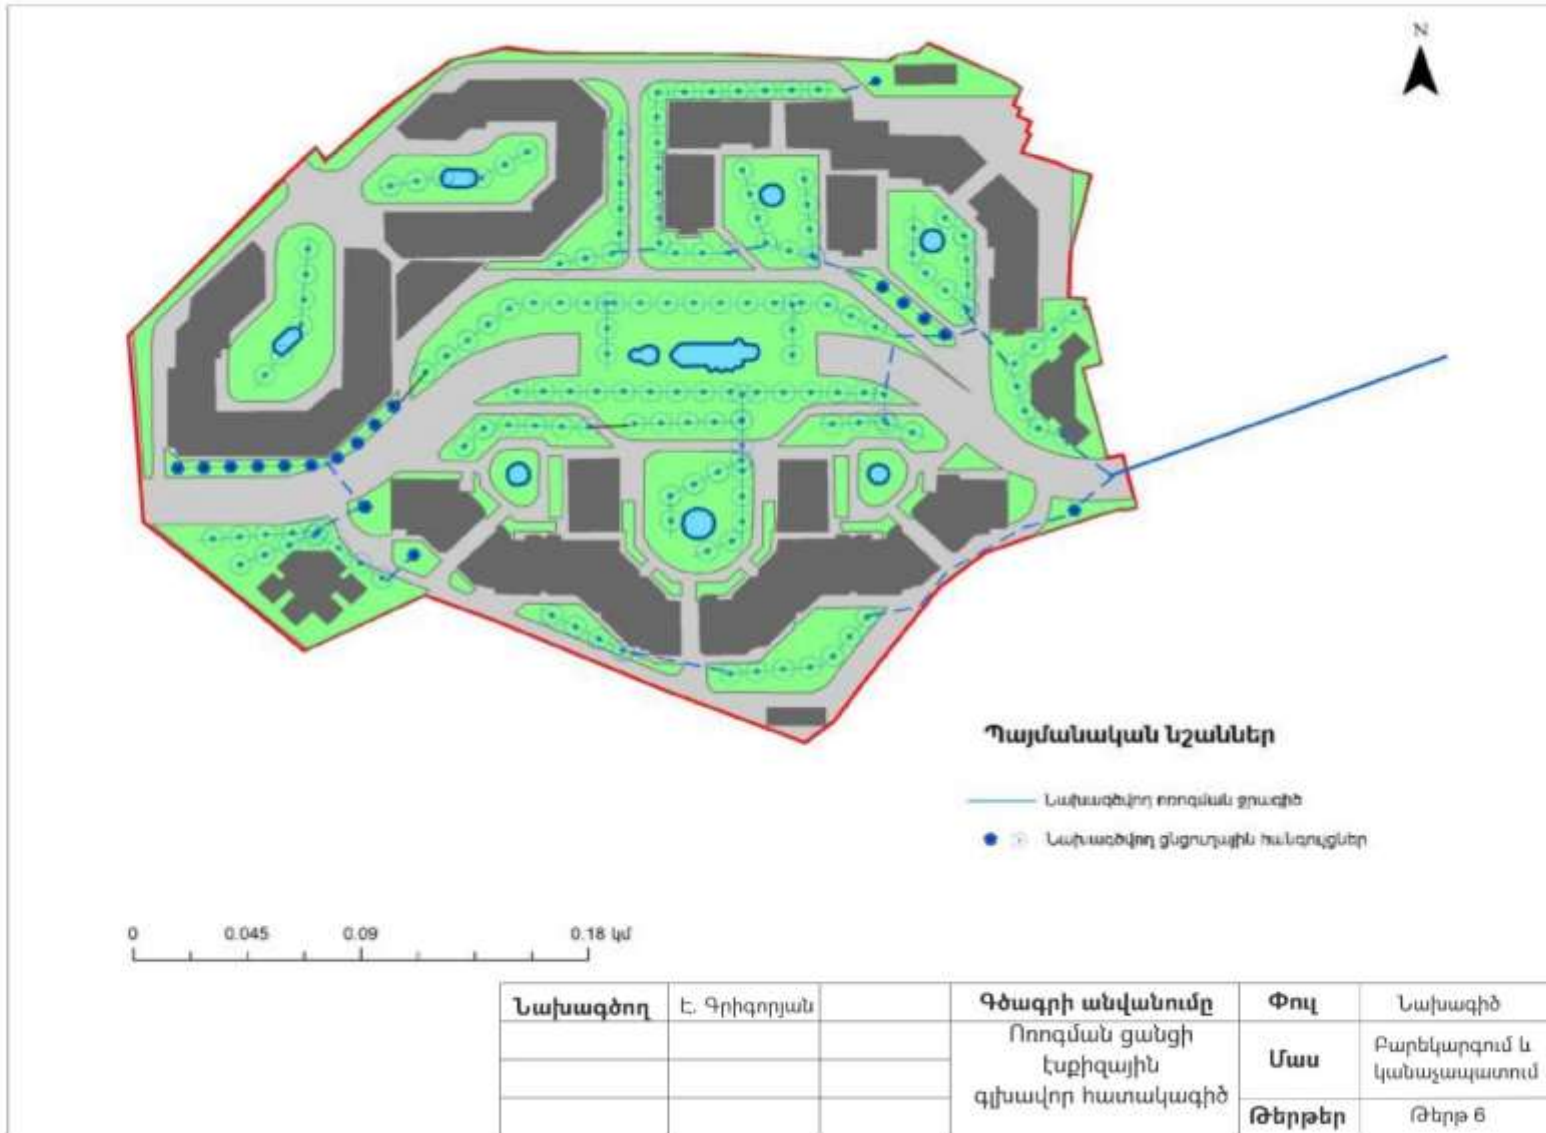 N
Պայմանական նշաններ
Նախագծվող ոռոգման ջրագիծ
Նախագծվող ցնցուղային հանգույցներ
0 0.045 0.09 0.18 կմ
Նախագծող Է. Գրիգորյան Գծագրի անվանումը Փուլ Նախագիծ
Ոռոգման ցանցի
էսքիզային
գլխավոր հատակագիծ
Մաս Բարեկարգում և
կանաչապատում
Թերթեր Թերթ 6